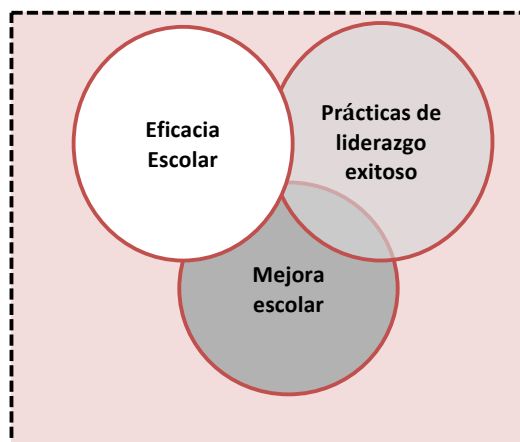 Eficacia
Escolar
Prácticas de
liderazgo
exitoso
Mejora
escolar